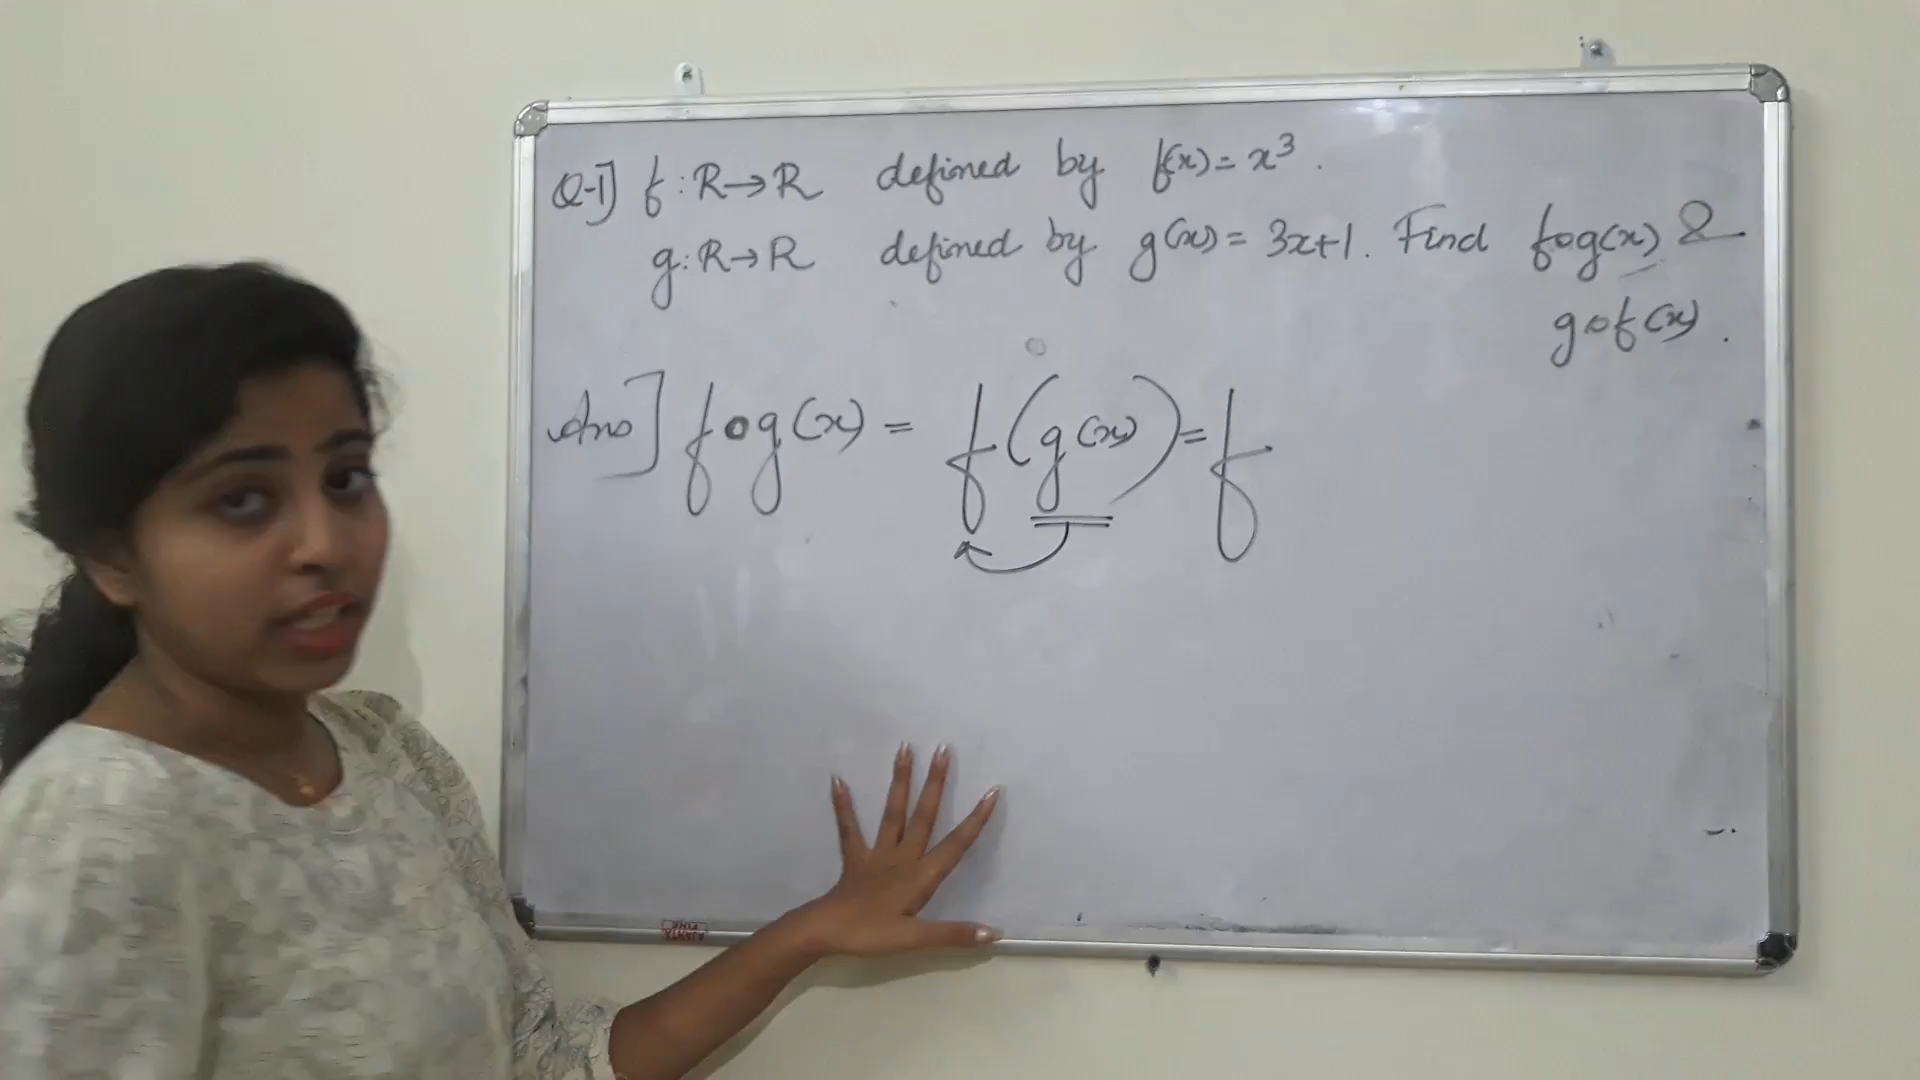 Q-1] f : R→R defined by f(x) = x³.
g : R→R defined by g(x) = 3x+1. Find fog(x) &
gof(x).
Ans] fog(x) = f(g(x)) = f